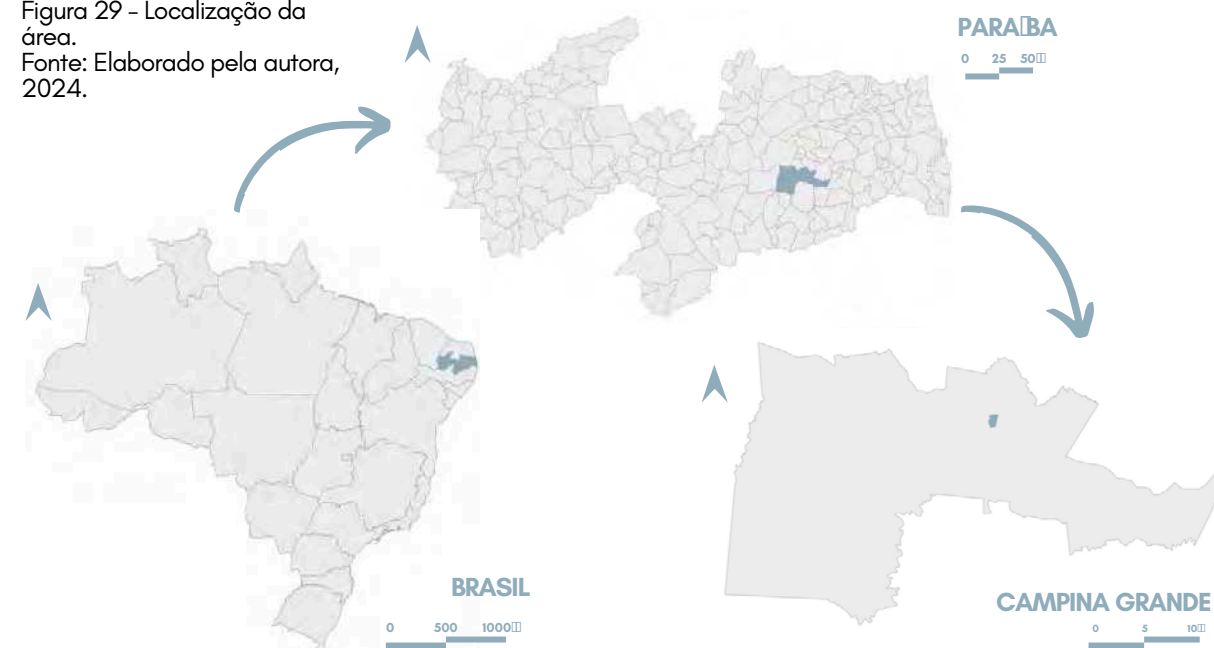 Figura 29 - Localização da
área.
Fonte: Elaborado pela autora,
2024.
PARA▯BA
0 25 50▯▯
BRASIL
0 500 1000▯▯
CAMPINA GRANDE
0 5 10▯▯